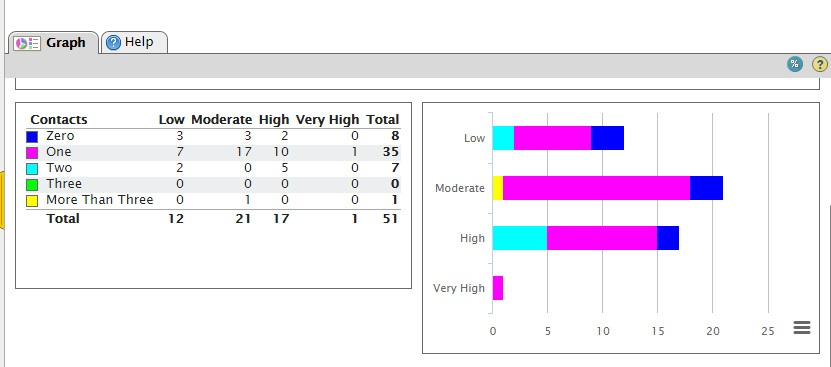 Graph
? Help
% ?
Contacts Low Moderate High Very High Total
Zero 3 3 2 0 8
One 7 17 10 1 35
Two 2 0 5 0 7
Three 0 0 0 0 0
More Than Three 0 1 0 0 1
Total 12 21 17 1 51
Low
Moderate
High
Very High
0 5 10 15 20 25